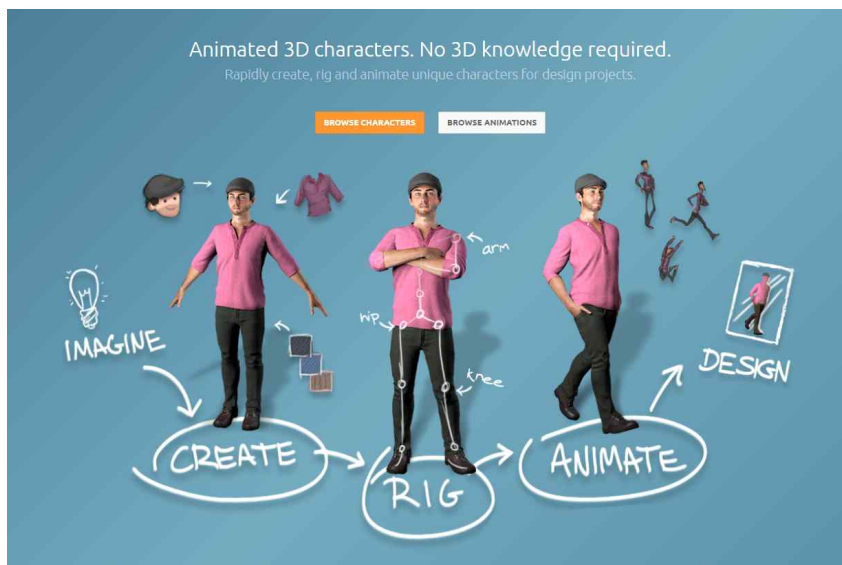 Animated 3D characters. No 3D knowledge required.
Rapidly create, rig and animate unique characters for design projects.
BROWSE CHARACTERS
BROWSE ANIMATIONS
IMAGINE
CREATE
arm
hip
knee
RIG
ANIMATE
DESIGN